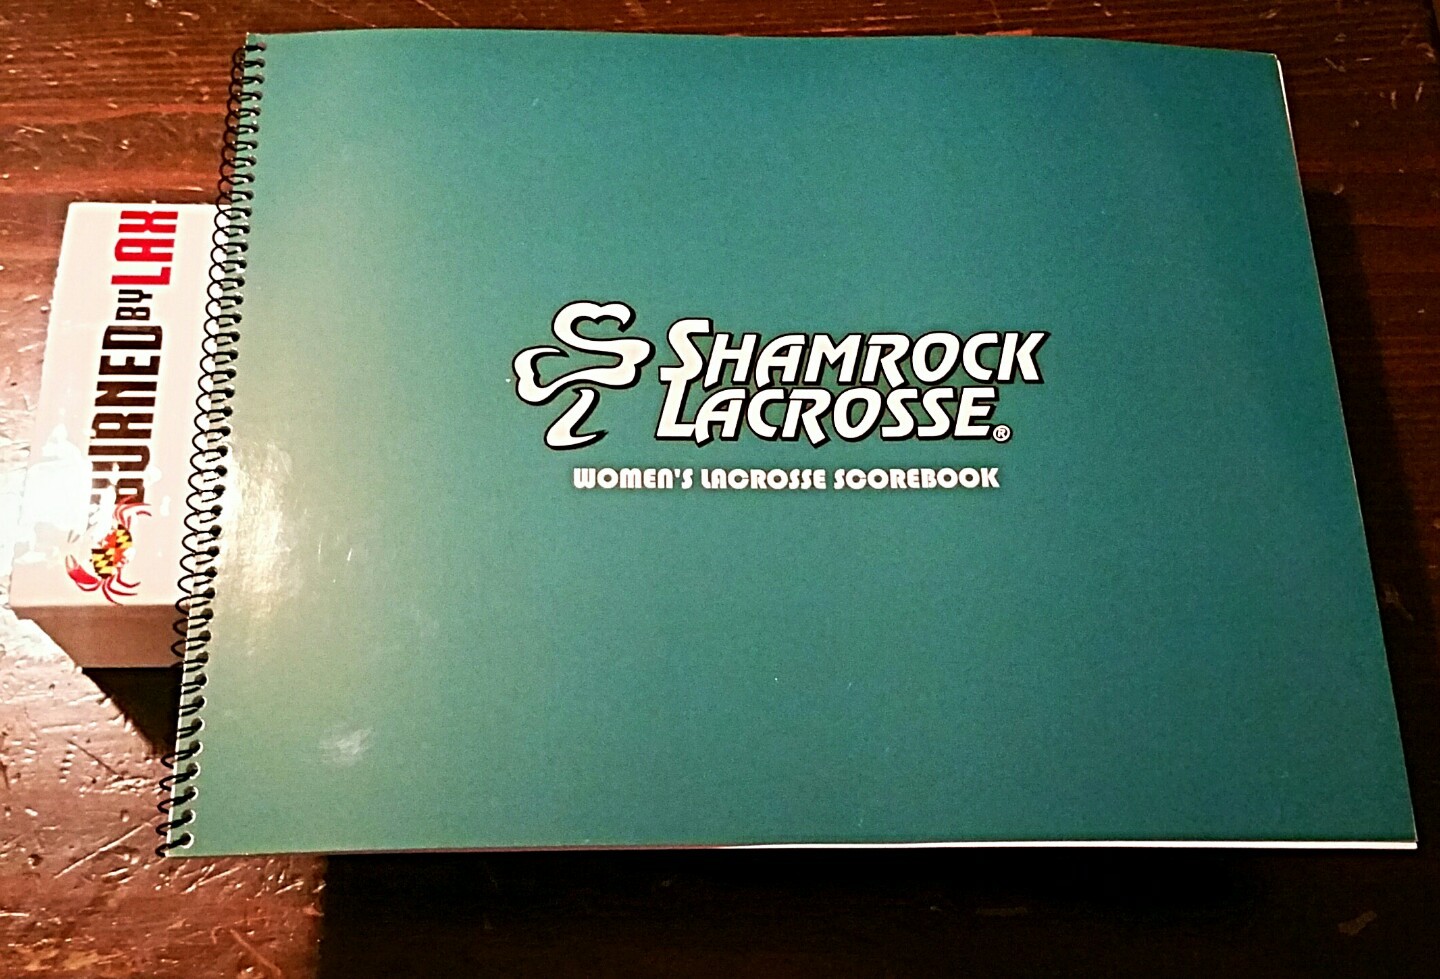 SHAMROCK
LACROSSE®
WOMEN'S LACROSSE SCOREBOOK
BURNED BY LAX